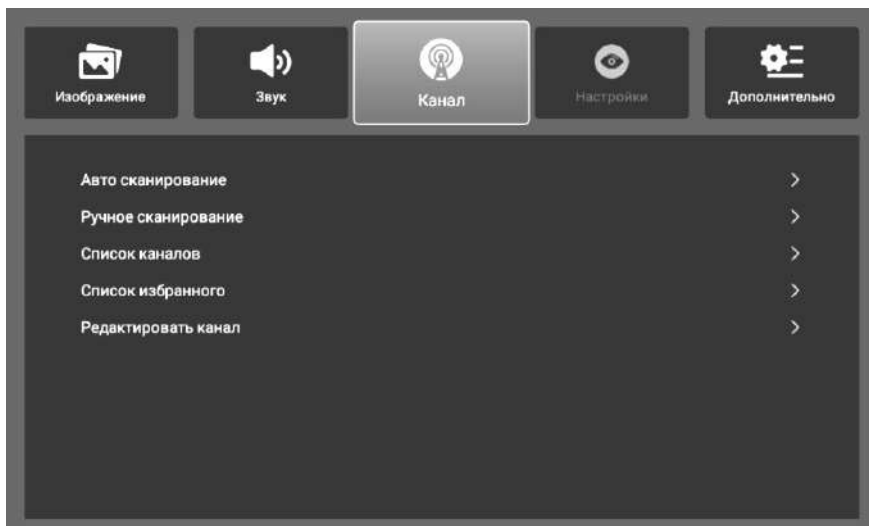 Изображение
Звук
Канал
Настройки
Дополнительно
Авто сканирование
Ручное сканирование
Список каналов
Список избранного
Редактировать канал